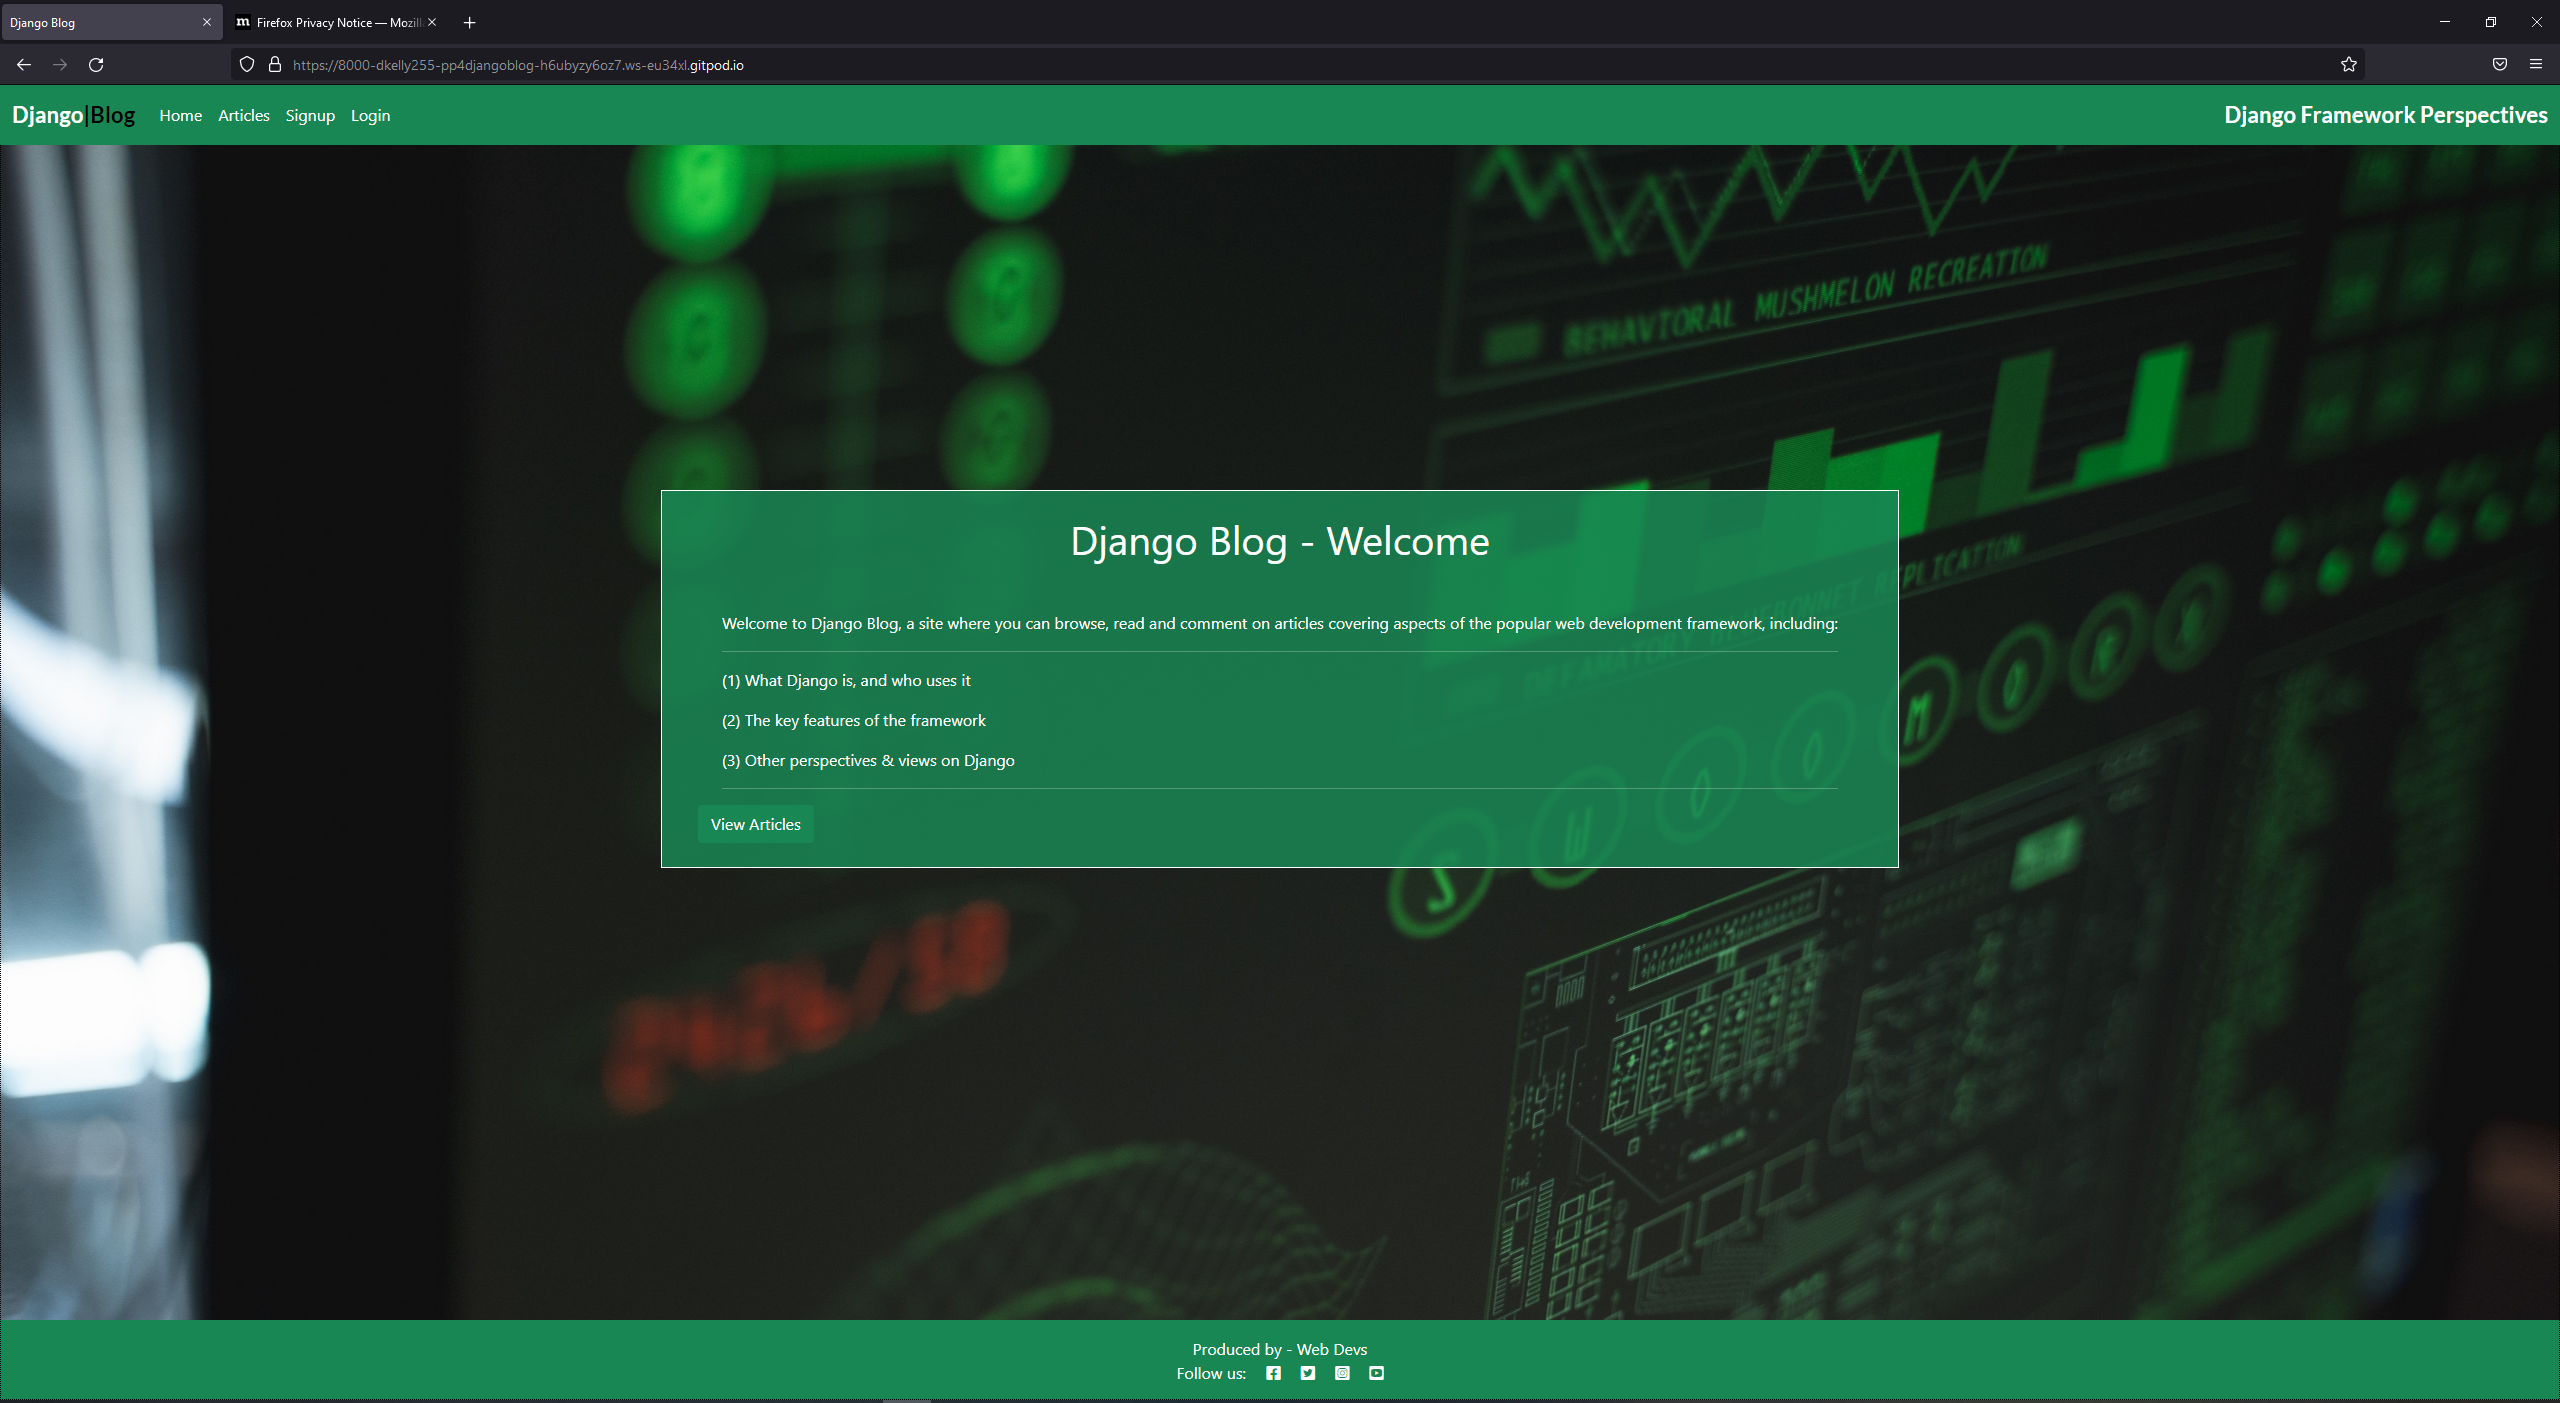 Django Blog
Firefox Privacy Notice — Mozil
https://8000-dkelly255-pp4djangoblog-h6ubyzy6oz7.ws-eu34xl.gitpod.io
Django|Blog Home Articles Signup Login Django Framework Perspectives
BEHAVIORAL MUSHMELON RECREATION
Django Blog - Welcome
DEFAMATORY BLUEBONNET REPLICATION
Welcome to Django Blog, a site where you can browse, read and comment on articles covering aspects of the popular web development framework, including:
(1) What Django is, and who uses it
(2) The key features of the framework
(3) Other perspectives & views on Django
View Articles
Produced by - Web Devs
Follow us: